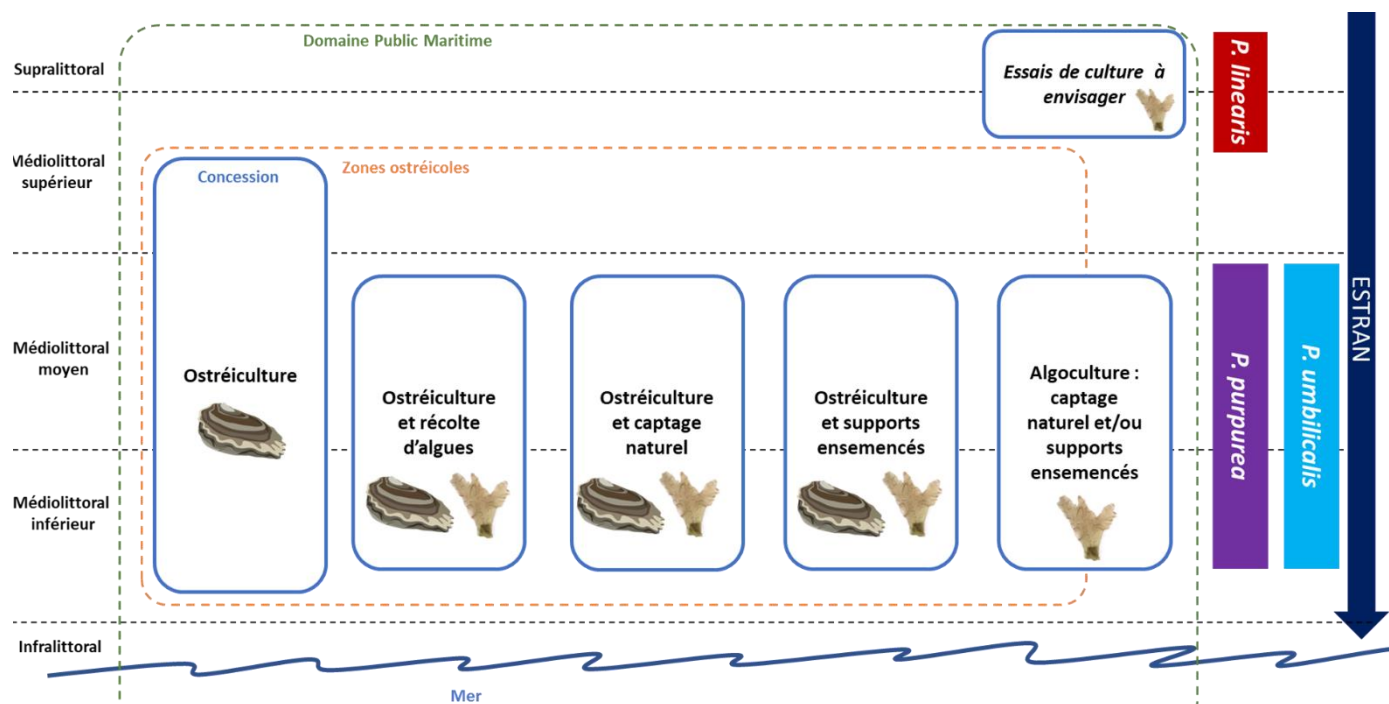 Domaine Public Maritime
Supralittoral
Essais de culture à
envisager
P. linearis
Médiolittoral
supérieur
Concession
Zones ostréicoles
ESTRAN
Médiolittoral
moyen
Ostréiculture
Ostréiculture
et récolte
d'algues
Ostréiculture
et captage
naturel
Ostréiculture
et supports
ensemencés
Algoculture :
captage
naturel et/ou
supports
ensemencés
P. purpurea
P. umbilicalis
Médiolittoral
inférieur
Infralittoral
Mer